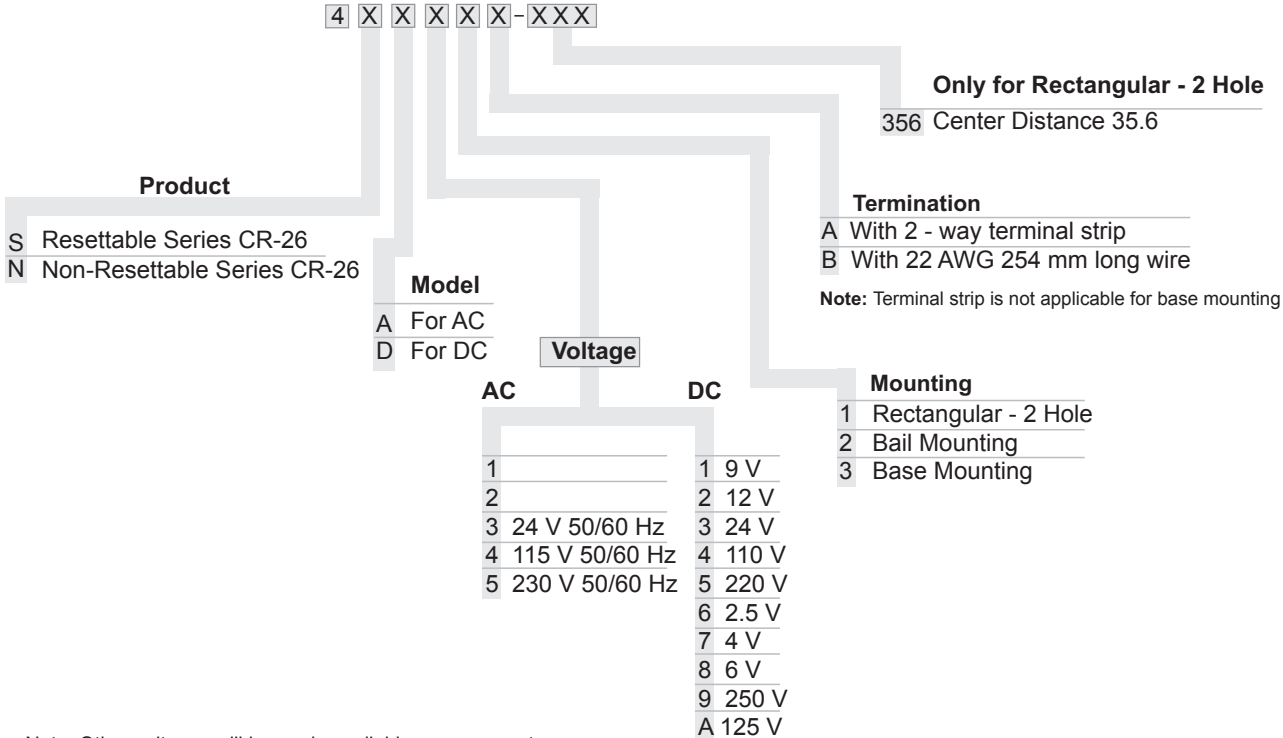 4 X X X X X - X X X
Only for Rectangular - 2 Hole
356 Center Distance 35.6
Product
S Resettable Series CR-26
N Non-Resettable Series CR-26
Termination
A With 2 - way terminal strip
B With 22 AWG 254 mm long wire
Note: Terminal strip is not applicable for base mounting
Model
A For AC
D For DC
Voltage
AC
1
2
3 24 V 50/60 Hz
4 115 V 50/60 Hz
5 230 V 50/60 Hz
DC
1 9 V
2 12 V
3 24 V
4 110 V
5 220 V
6 2.5 V
7 4 V
8 6 V
9 250 V
A 125 V
Mounting
1 Rectangular - 2 Hole
2 Bail Mounting
3 Base Mounting